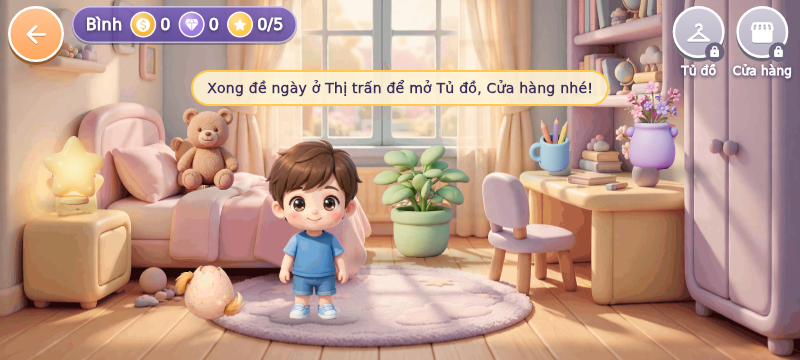 Bình 0 0 0/5
Xong đề ngày ở Thị trấn để mở Tủ đồ, Cửa hàng nhé!
Tủ đồ Cửa hàng